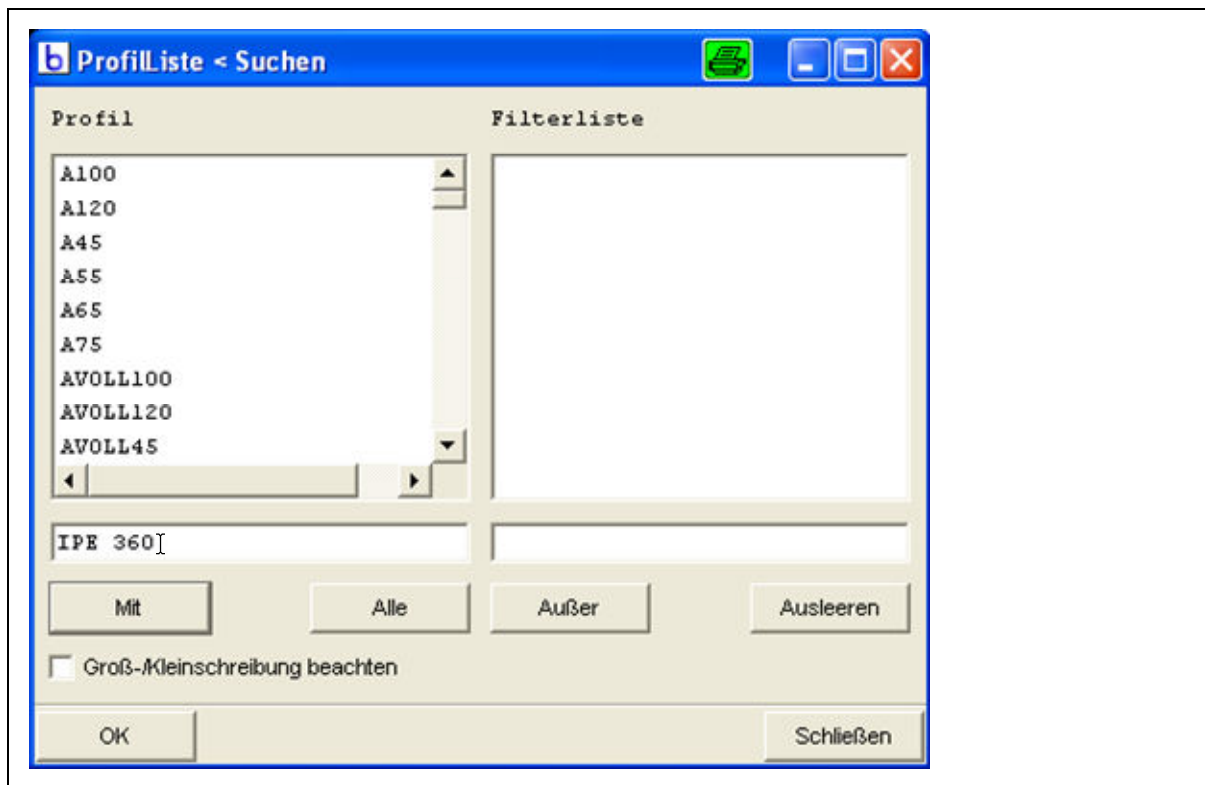 ProfilListe < Suchen
Profil
Filterliste
A100
A120
A45
A55
A65
A75
AVOLL100
AVOLL120
AVOLL45
IPE 360
Mit
Alle
Außer
Ausleeren
Groß-/Kleinschreibung beachten
OK
Schließen